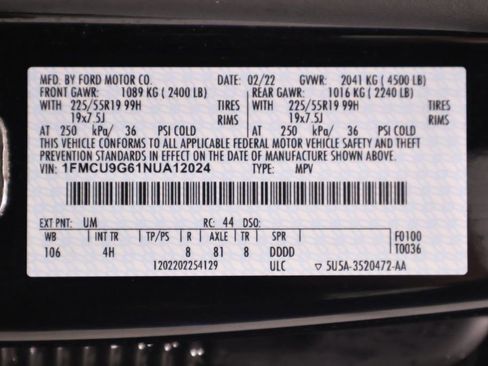 MFD. BY FORD MOTOR CO. DATE: 02/22 GVWR: 2041 KG ( 4500 LB)
FRONT GAWR: 1089 KG ( 2400 LB) REAR GAWR: 1016 KG ( 2240 LB)
WITH 225/55R19 99H TIRES WITH 225/55R19 99H TIRES
19x7.5J RIMS 19x7.5J RIMS
AT 250 kPa/ 36 PSI COLD AT 250 kPa/ 36 PSI COLD
THIS VEHICLE CONFORMS TO ALL APPLICABLE FEDERAL MOTOR VEHICLE SAFETY AND
THEFT PREVENTION STANDARDS IN EFFECT ON THE DATE OF MANUFACTURE SHOWN ABOVE.
VIN: 1FMCU9G61NUA12024 TYPE: MPV
EXT PNT: UM RC: 44 DSO:
WB INT TR TP/PS R AXLE TR SPR F0100
106 4H 8 81 8 DDDD T0036
1202202254129 ULC ▽ 5U5A-3520472-AA